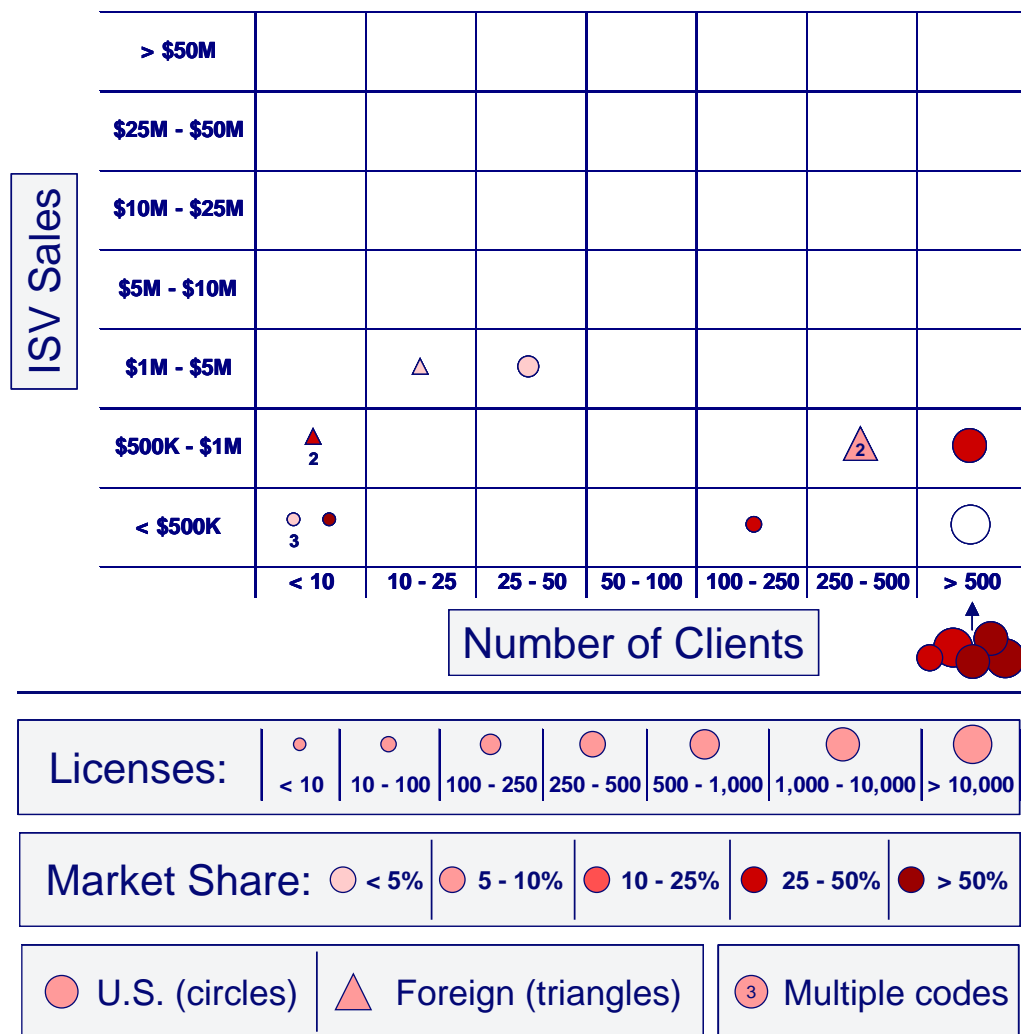 > $50M
$25M - $50M
$10M - $25M
$5M - $10M
$1M - $5M
$500K - $1M
2
2
< $500K
3
ISV Sales
< 10
10 - 25
25 - 50
50 - 100
100 - 250
250 - 500
> 500
Number of Clients
Licenses:
< 10
10 - 100
100 - 250
250 - 500
500 - 1,000
1,000 - 10,000
> 10,000
Market Share:
< 5%
5 - 10%
10 - 25%
25 - 50%
> 50%
U.S. (circles)
Foreign (triangles)
3
Multiple codes